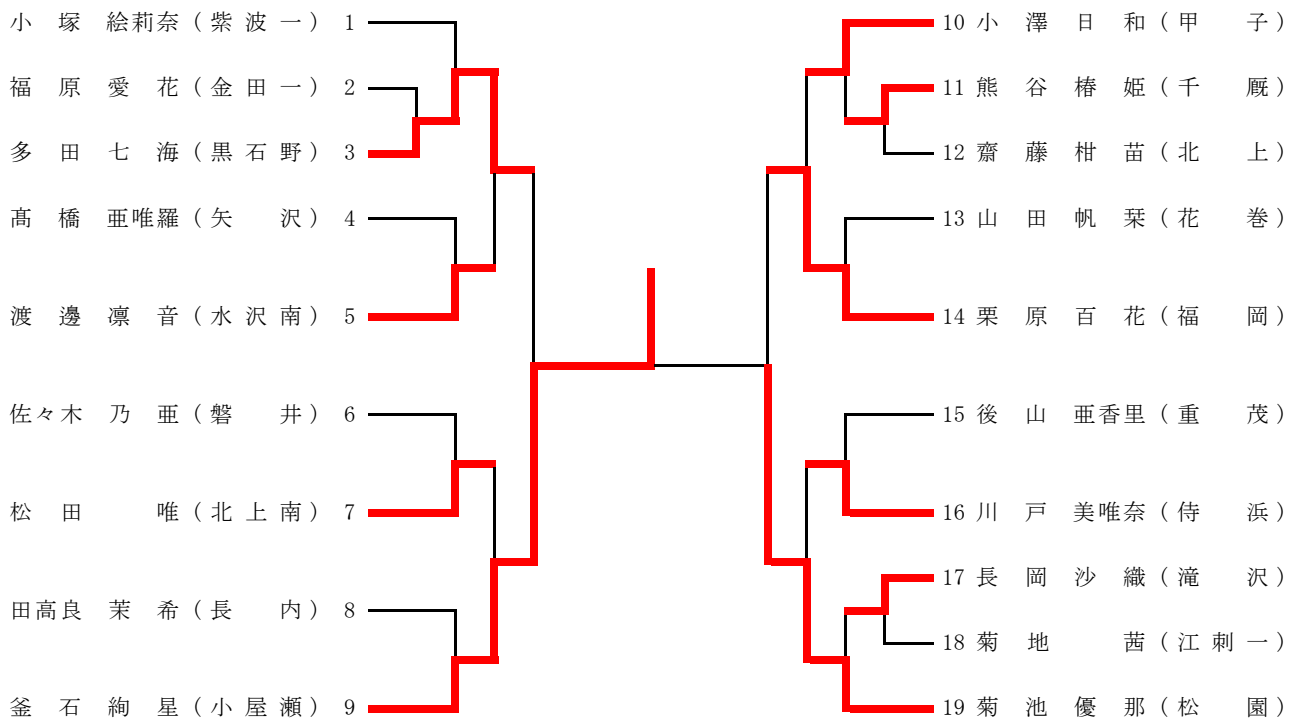 小塚 絵莉奈（紫波一） 1
福原 愛花（金田一） 2
多田 七海（黒石野） 3
髙橋 亜唯羅（矢沢） 4
渡邊 凛音（水沢南） 5
佐々木 乃亜（磐井） 6
松田 唯（北上南） 7
田高良 茉希（長内） 8
釜石 絢星（小屋瀬） 9
10 小澤 日和（甲子）
11 熊谷 椿姫（千厩）
12 齋藤 柑苗（北上）
13 山田 帆栞（花巻）
14 栗原 百花（福岡）
15 後山 亜香里（重茂）
16 川戸 美唯奈（侍浜）
17 長岡 沙織（滝沢）
18 菊地 茜（江刺一）
19 菊池 優那（松園）